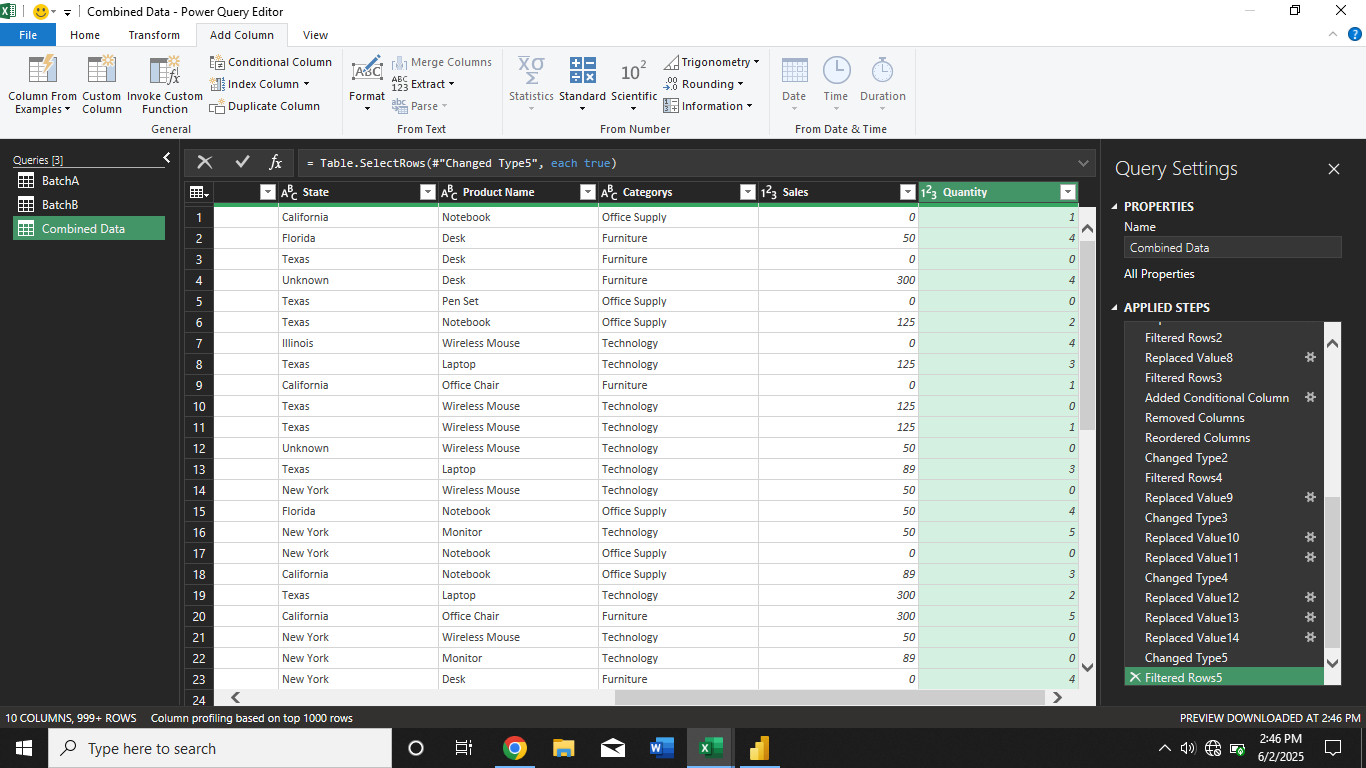 Combined Data - Power Query Editor
File Home Transform Add Column View
Column From Examples
Custom Column
Invoke Custom Function
Conditional Column
Index Column
Duplicate Column
General
Format
Merge Columns
Extract
Parse
From Text
Statistics
Standard
Scientific
Trigonometry
Rounding
Information
From Number
Date
Time
Duration
From Date & Time
Queries [3]
BatchA
BatchB
Combined Data
= Table.SelectRows(#"Changed Type5", each true)
State Product Name Categorys Sales Quantity
1 California Notebook Office Supply 0 1
2 Florida Desk Furniture 50 4
3 Texas Desk Furniture 0 0
4 Unknown Desk Furniture 300 4
5 Texas Pen Set Office Supply 0 0
6 Texas Notebook Office Supply 125 2
7 Illinois Wireless Mouse Technology 0 4
8 Texas Laptop Technology 125 3
9 California Office Chair Furniture 0 1
10 Texas Wireless Mouse Technology 125 0
11 Texas Wireless Mouse Technology 125 1
12 Unknown Wireless Mouse Technology 50 0
13 Texas Laptop Technology 89 3
14 New York Wireless Mouse Technology 50 0
15 Florida Notebook Office Supply 50 4
16 New York Monitor Technology 50 5
17 New York Notebook Office Supply 0 0
18 California Notebook Office Supply 89 3
19 Texas Laptop Technology 300 2
20 California Office Chair Furniture 300 5
21 New York Wireless Mouse Technology 50 0
22 New York Monitor Technology 89 0
23 New York Desk Furniture 0 4
24
Query Settings
PROPERTIES
Name
Combined Data
All Properties
APPLIED STEPS
Filtered Rows2
Replaced Value8
Filtered Rows3
Added Conditional Column
Removed Columns
Reordered Columns
Changed Type2
Filtered Rows4
Replaced Value9
Changed Type3
Replaced Value10
Replaced Value11
Changed Type4
Replaced Value12
Replaced Value13
Replaced Value14
Changed Type5
Filtered Rows5
10 COLUMNS, 999+ ROWS Column profiling based on top 1000 rows
PREVIEW DOWNLOADED AT 2:46 PM
Type here to search
2:46 PM
6/2/2025